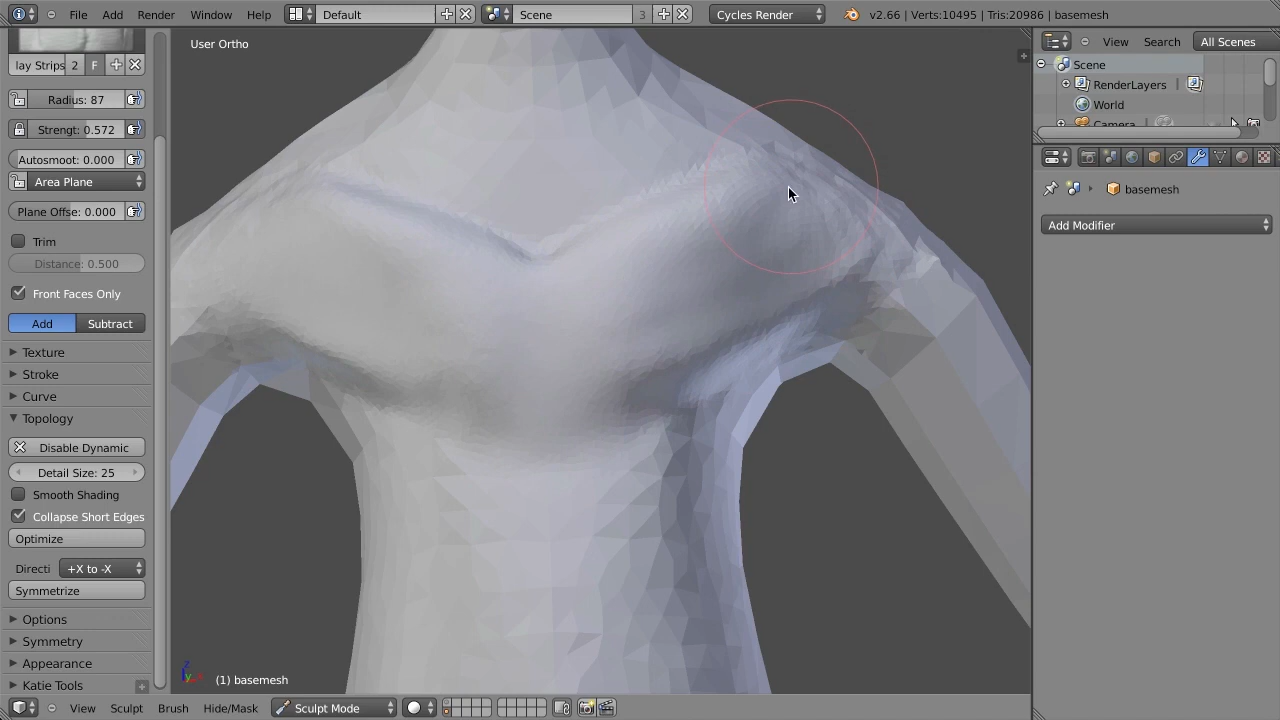 File Add Render Window Help Default Scene 3 Cycles Render v2.66 | Verts:10495 | Tris:20986 | basemesh
User Ortho
View Search All Scenes
lay Strips 2 F
Scene
RenderLayers
World
Camera
Radius: 87
Strengt: 0.572
Autosmoot: 0.000
Area Plane
Plane Offse: 0.000
basemesh
Add Modifier
Trim
Distance: 0.500
Front Faces Only
Add Subtract
Texture
Stroke
Curve
Topology
Disable Dynamic
Detail Size: 25
Smooth Shading
Collapse Short Edges
Optimize
Directi +X to -X
Symmetrize
Options
Symmetry
Appearance
Katie Tools
z
(1) basemesh
View Sculpt Brush Hide/Mask Sculpt Mode